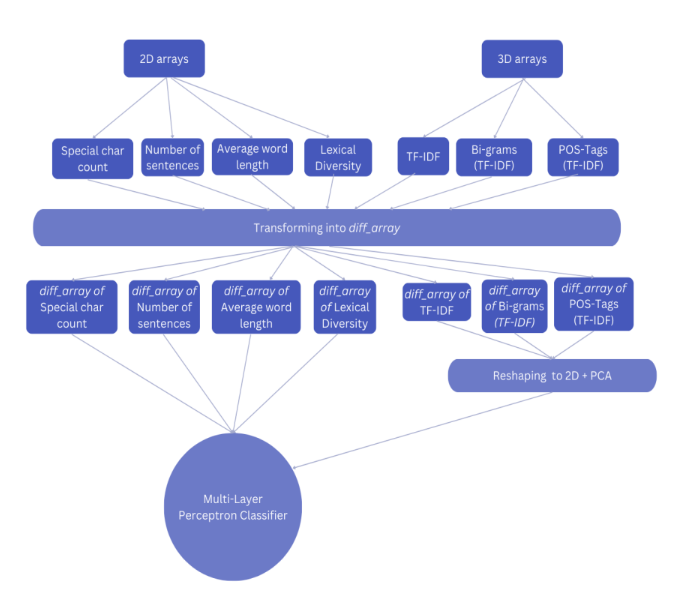 2D arrays
3D arrays
Special char
count
Number of
sentences
Average word
length
Lexical
Diversity
TF-IDF
Bi-grams
(TF-IDF)
POS-Tags
(TF-IDF)
Transforming into diff_array
diff_array of
Special char
count
diff_array of
Number of
sentences
diff_array of
Average word
length
diff_array
of Lexical
Diversity
diff_array of
TF-IDF
diff_array
of Bi-grams
(TF-IDF)
diff_array of
POS-Tags
(TF-IDF)
Reshaping to 2D + PCA
Multi-Layer
Perceptron Classifier